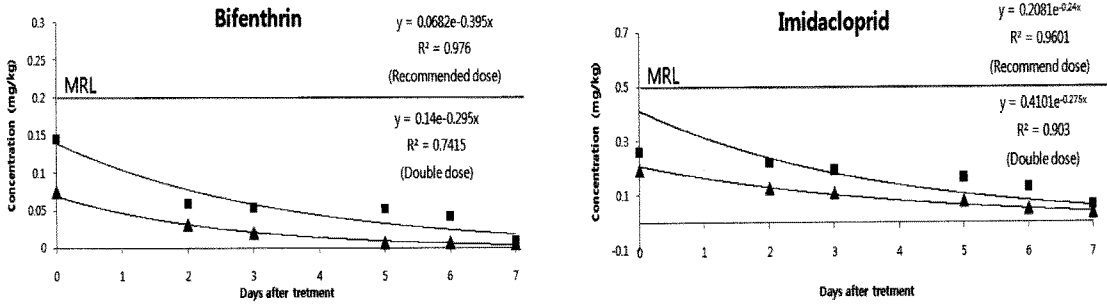 Bifenthrin
y = 0.0682e-0.395x
R² = 0.976
(Recommended dose)
MRL
y = 0.14e-0.295x
R² = 0.7415
(Double dose)
Concentration (mg/kg)
0.3
0.25
0.2
0.15
0.1
0.05
0
0 1 2 3 4 5 6 7
Days after tretment
Imidacloprid
y = 0.2081e-0.24x
R² = 0.9601
(Recommend dose)
MRL
y = 0.4101e-0.275x
R² = 0.903
(Double dose)
Concentration (mg/kg)
0.7
0.5
0.3
0.1
-0.1
0 1 2 3 4 5 6 7
Days after tretment